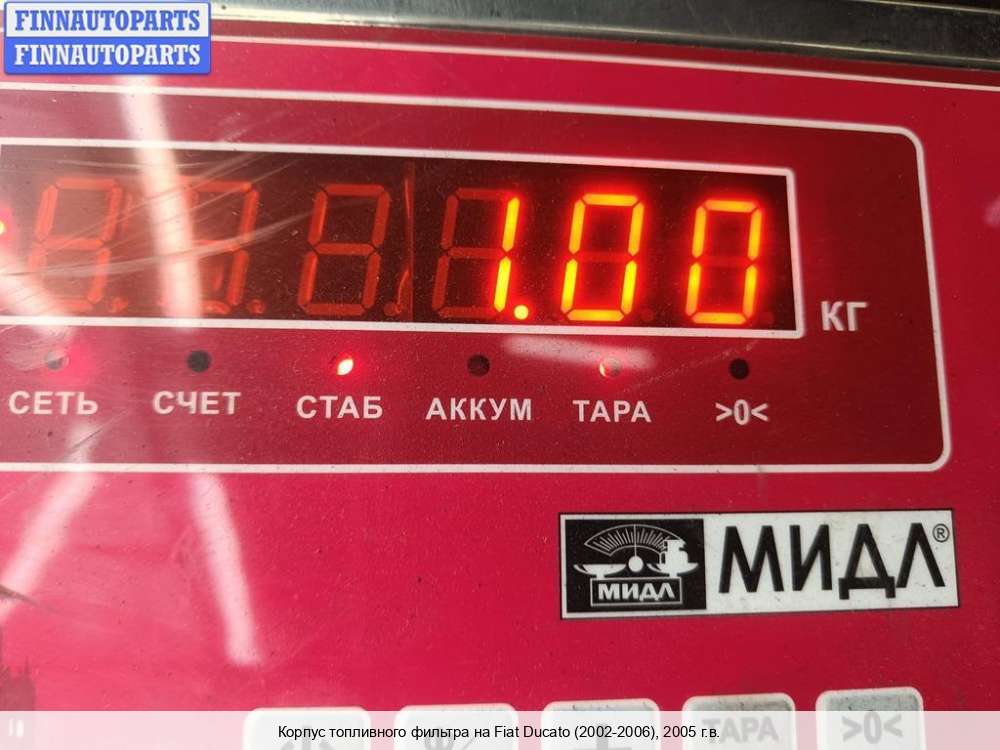 FINNAUTOPARTS
FINNAUTOPARTS
1.00
КГ
СЕТЬ СЧЕТ СТАБ АККУМ ТАРА >0<
МИДЛ МИДЛ®
ТАРА >0<
Корпус топливного фильтра на Fiat Ducato (2002-2006), 2005 г.в.